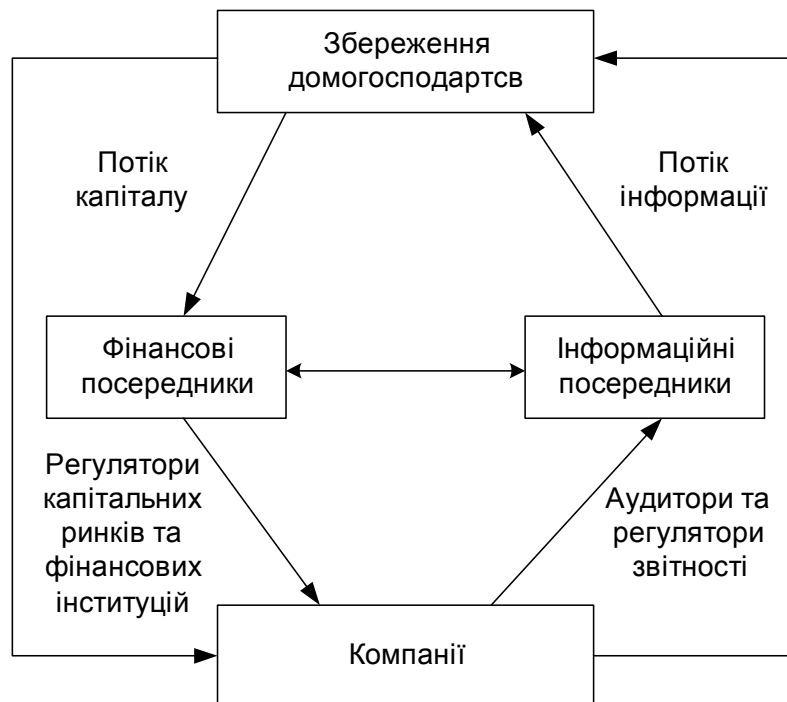 Збереження
домогосподартсв
Потік
капіталу
Потік
інформації
Фінансові
посередники
Інформаційні
посередники
Регулятори
капітальних
ринків та
фінансових
інституцій
Аудитори та
регулятори
звітності
Компанії